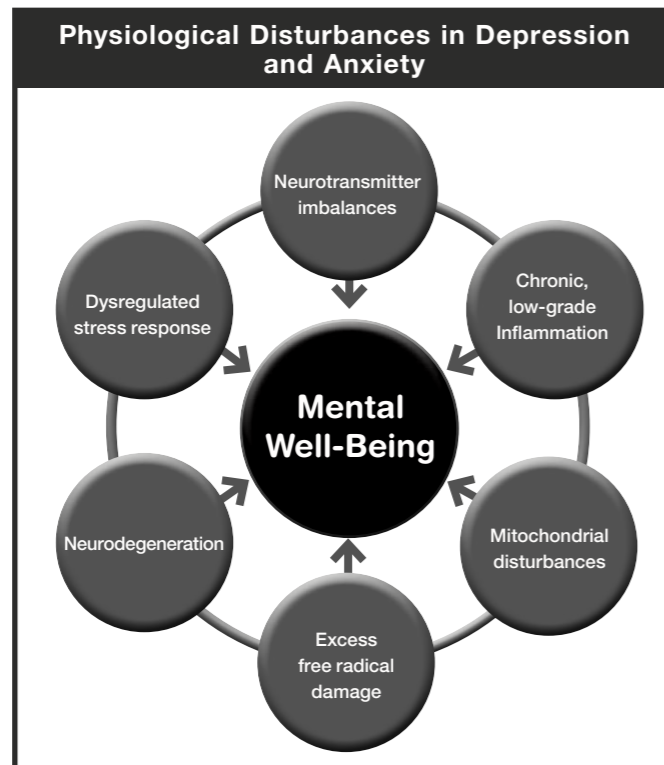 Physiological Disturbances in Depression
and Anxiety
Neurotransmitter
imbalances
Chronic,
low-grade
Inflammation
Mitochondrial
disturbances
Excess
free radical
damage
Neurodegeneration
Dysregulated
stress response
Mental
Well-Being